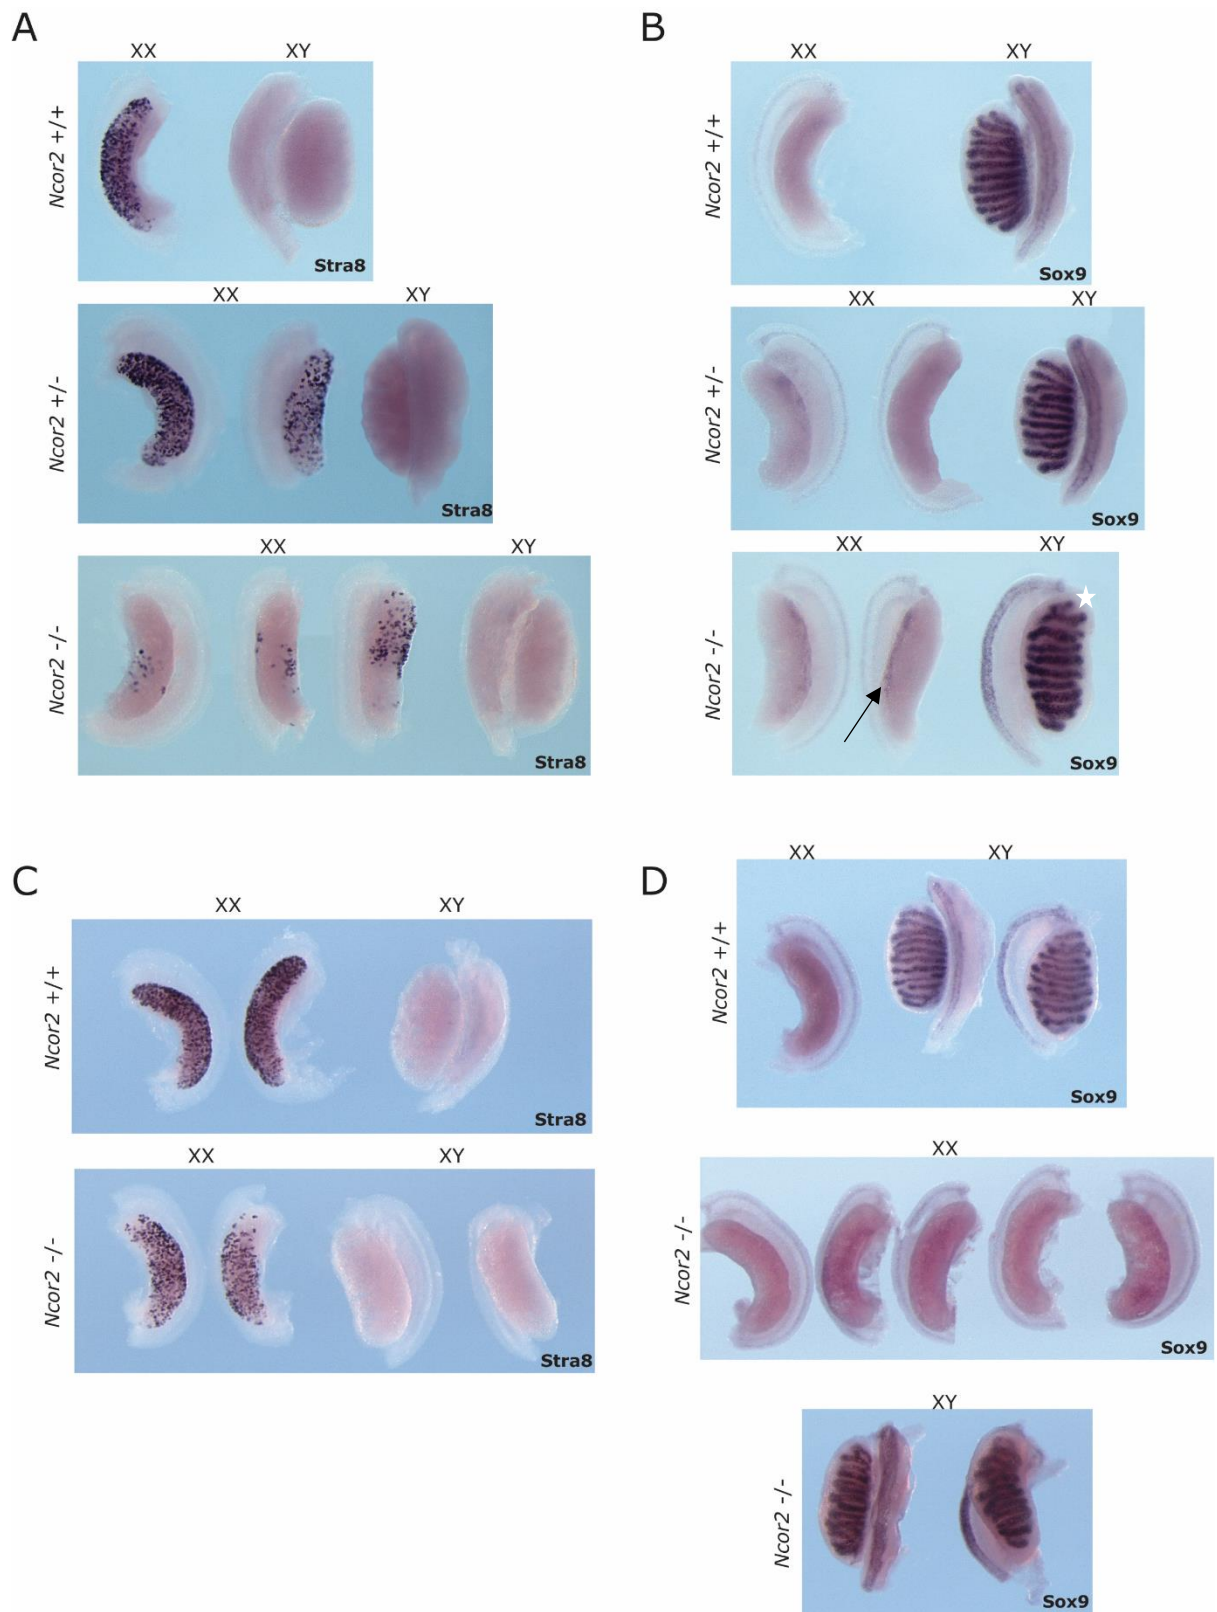 A
XX XY
Ncor2 +/+
Stra8
XX XY
Ncor2 +/-
Stra8
XX XY
Ncor2 -/-
Stra8
B
XX XY
Ncor2 +/+
Sox9
XX XY
Ncor2 +/-
Sox9
XX XY
Ncor2 -/-
Sox9
C
XX XY
Ncor2 +/+
Stra8
XX XY
Ncor2 -/-
Stra8
D
XX XY
Ncor2 +/+
Sox9
XX
Ncor2 -/-
Sox9
XY
Ncor2 -/-
Sox9